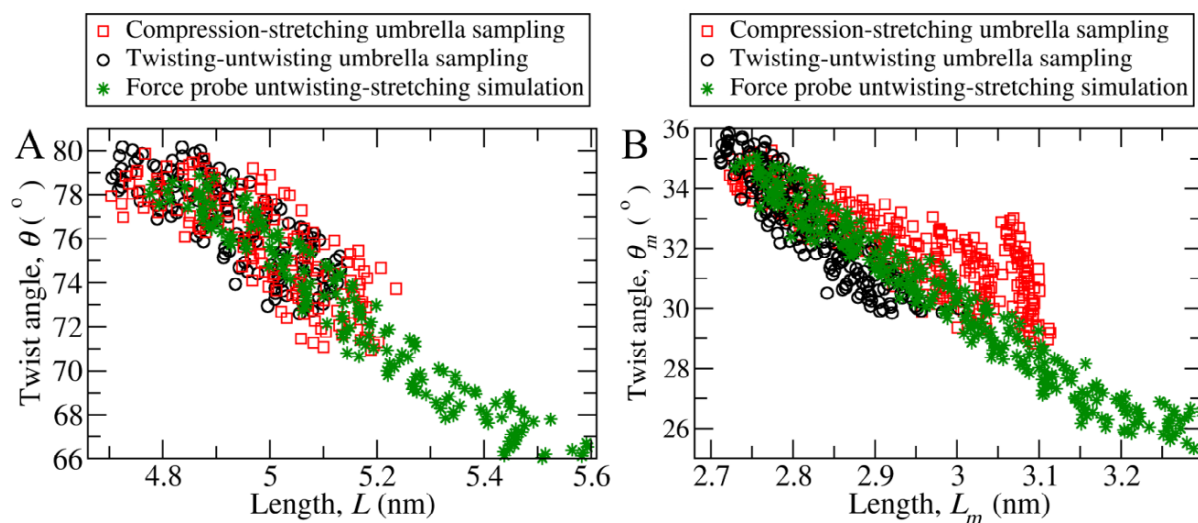 Compression-stretching umbrella sampling
Twisting-untwisting umbrella sampling
Force probe untwisting-stretching simulation
A
Twist angle, θ (°)
80
78
76
74
72
70
68
66
4.8
5
5.2
5.4
5.6
Length, L (nm)
Compression-stretching umbrella sampling
Twisting-untwisting umbrella sampling
Force probe untwisting-stretching simulation
B
Twist angle, θm (°)
36
34
32
30
28
26
2.7
2.8
2.9
3
3.1
3.2
Length, Lm (nm)